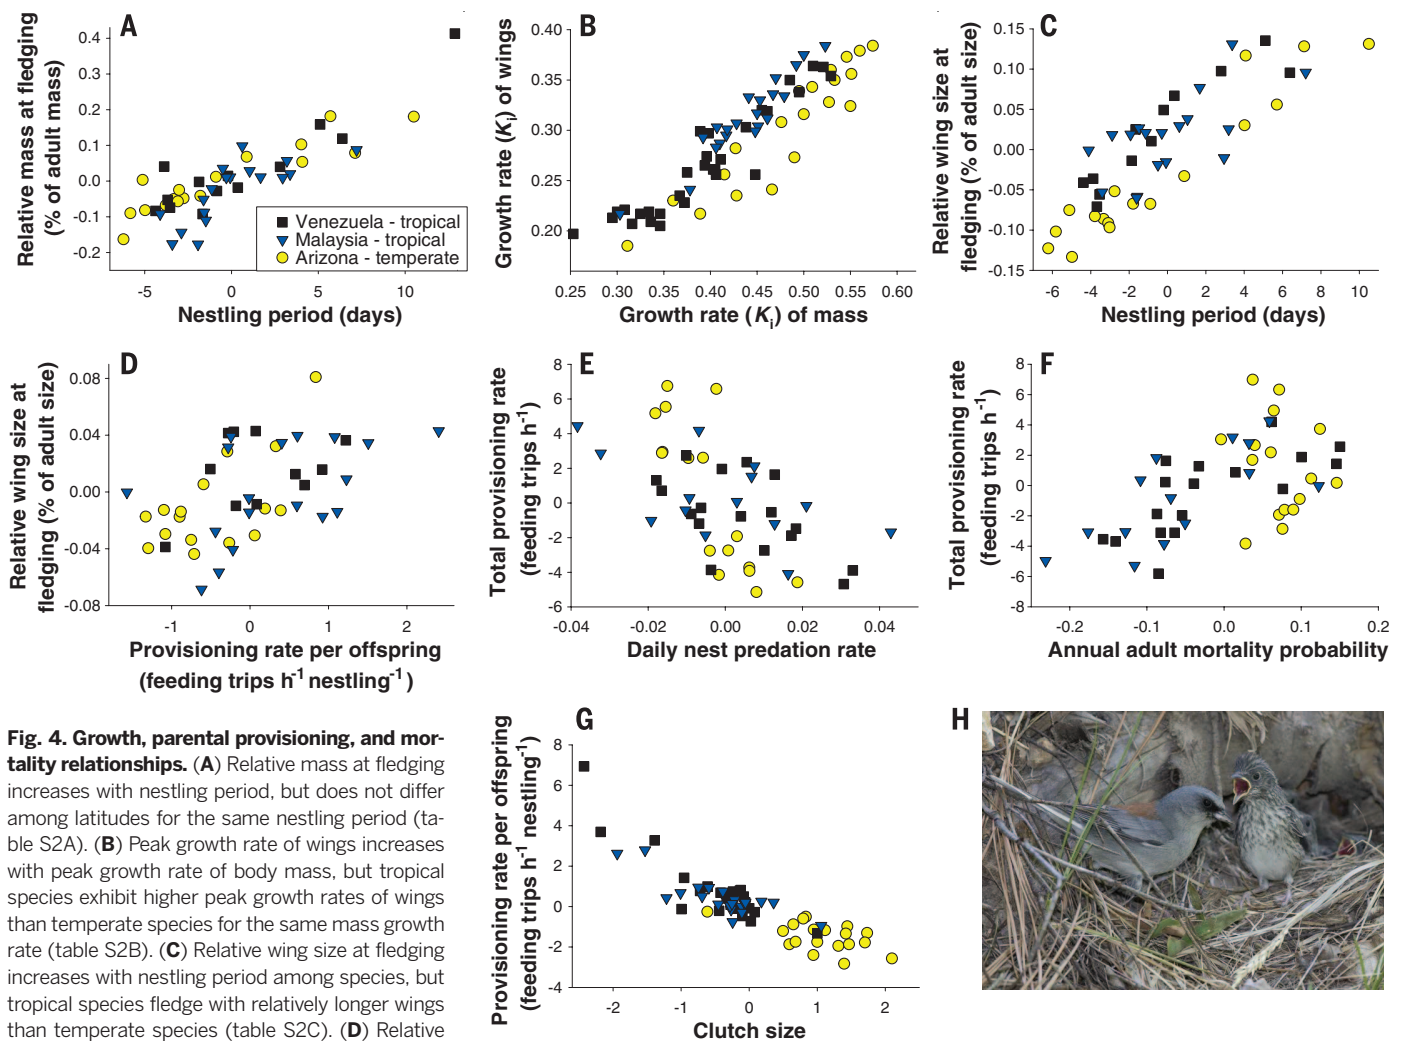 A
Relative mass at fledging
(% of adult mass)
0.4
0.3
0.2
0.1
0.0
-0.1
-0.2
Venezuela - tropical
Malaysia - tropical
Arizona - temperate
-5 0 5 10
Nestling period (days)
B
Growth rate (Ki) of wings
0.40
0.35
0.30
0.25
0.20
0.25 0.30 0.35 0.40 0.45 0.50 0.55 0.60
Growth rate (Ki) of mass
C
Relative wing size at
fledging (% of adult size)
0.15
0.10
0.05
0.00
-0.05
-0.10
-0.15
-6 -4 -2 0 2 4 6 8 10
Nestling period (days)
D
Relative wing size at
fledging (% of adult size)
0.08
0.04
0.00
-0.04
-0.08
-1 0 1 2
Provisioning rate per offspring
(feeding trips h-1 nestling-1)
E
Total provisioning rate
(feeding trips h-1)
8
6
4
2
0
-2
-4
-6
-0.04 -0.02 0.00 0.02 0.04
Daily nest predation rate
F
Total provisioning rate
(feeding trips h-1)
8
6
4
2
0
-2
-4
-6
-8
-0.2 -0.1 0.0 0.1 0.2
Annual adult mortality probability
G
Provisioning rate per offspring
(feeding trips h-1 nestling-1)
8
6
4
2
0
-2
-4
-2 -1 0 1 2
Clutch size
H
Fig. 4. Growth, parental provisioning, and mor-
tality relationships. (A) Relative mass at fledging
increases with nestling period, but does not differ
among latitudes for the same nestling period (ta-
ble S2A). (B) Peak growth rate of wings increases
with peak growth rate of body mass, but tropical
species exhibit higher peak growth rates of wings
than temperate species for the same mass growth
rate (table S2B). (C) Relative wing size at fledging
increases with nestling period among species, but
tropical species fledge with relatively longer wings
than temperate species (table S2C). (D) Relative